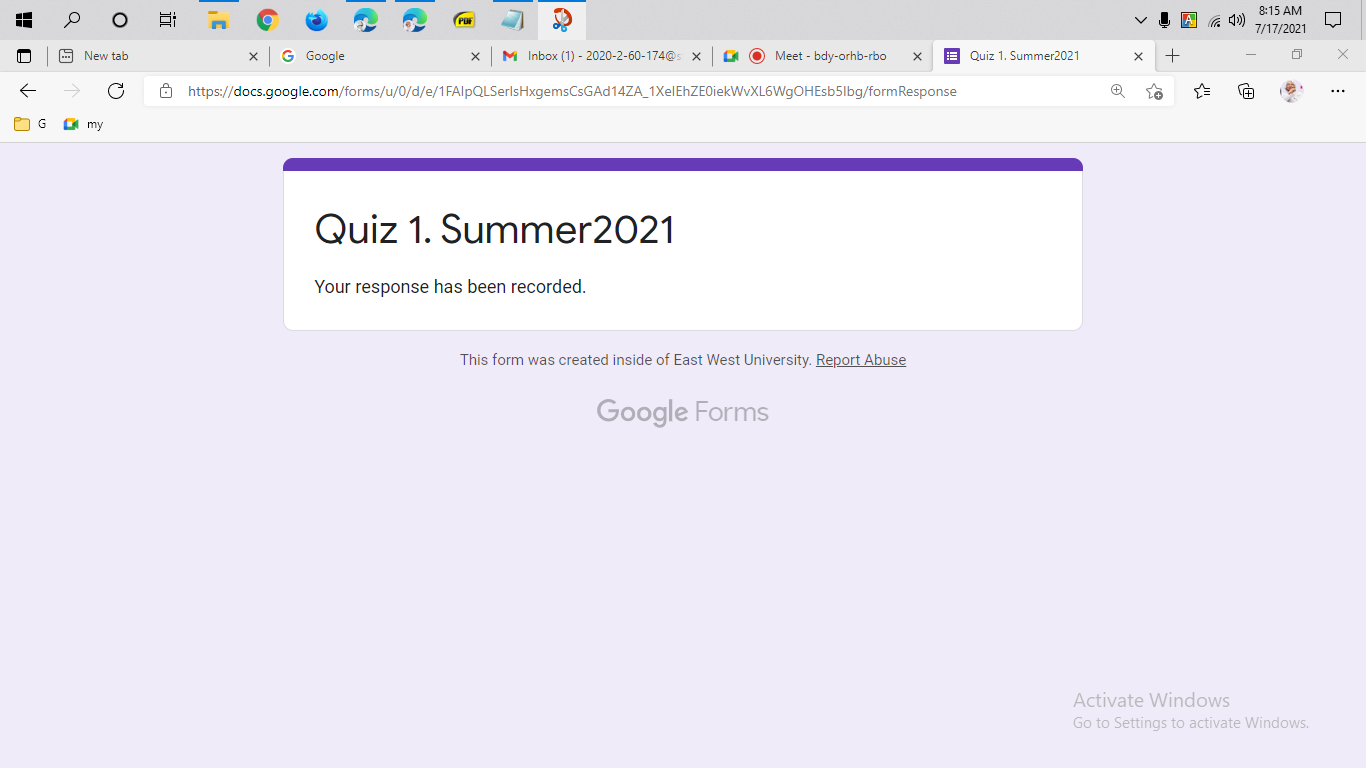 8:15 AM
7/17/2021
New tab
Google
Inbox (1) - 2020-2-60-174@s
Meet - bdy-orhb-rbo
Quiz 1. Summer2021
https://docs.google.com/forms/u/0/d/e/1FAIpQLSerlsHxgemsCsGAd14ZA_1XeIEhZE0iekWvXL6WgOHEsb5Ibg/formResponse
G
my
Quiz 1. Summer2021
Your response has been recorded.
This form was created inside of East West University. Report Abuse
Google Forms
Activate Windows
Go to Settings to activate Windows.